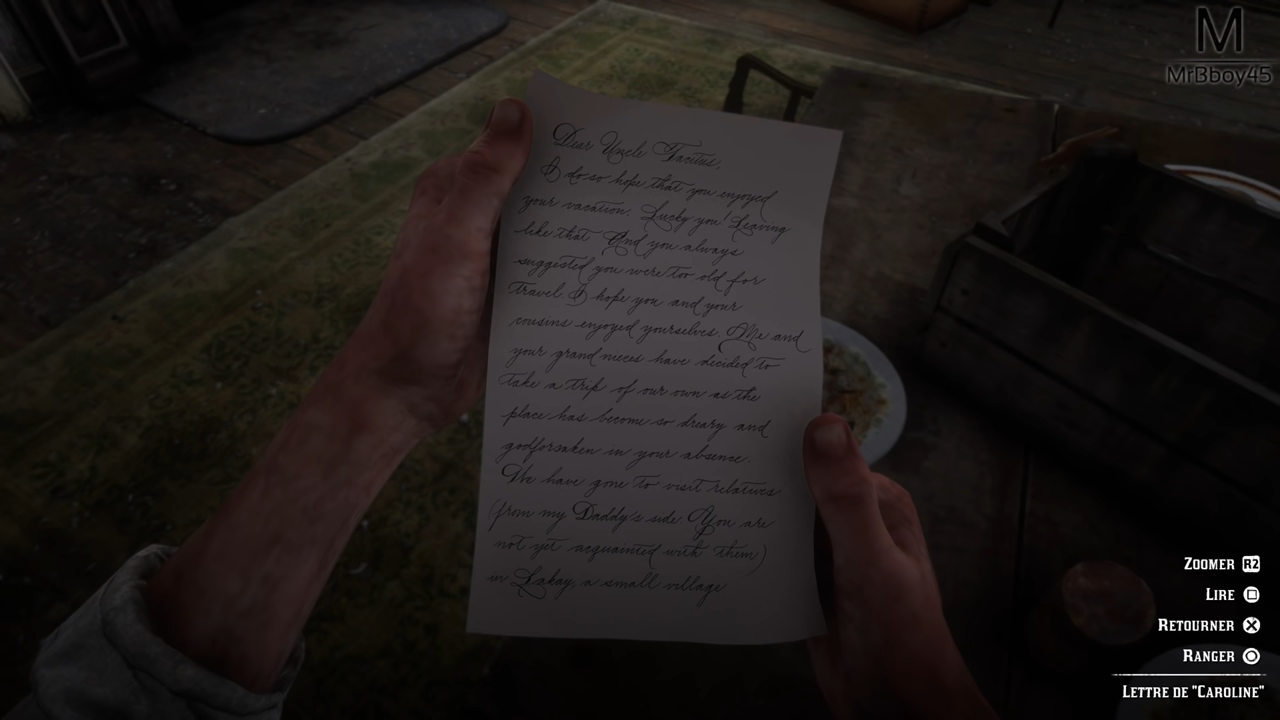 M
MrBboy45
Dear Uncle Tacitus,
I do so hope that you enjoyed
your vacation. Lucky you! Leaving
like that. And you always
suggested you were too old for
travel. I hope you and your
cousins enjoyed yourselves. Me and
your grand nieces have decided to
take a trip of our own as the
place has become so dreary and
godforsaken in your absence.
We have gone to visit relatives
(from my Daddy's side. You are
not yet acquainted with them)
in Lakay, a small village
ZOOMER R2
LIRE
RETOURNER
RANGER
LETTRE DE "CAROLINE"